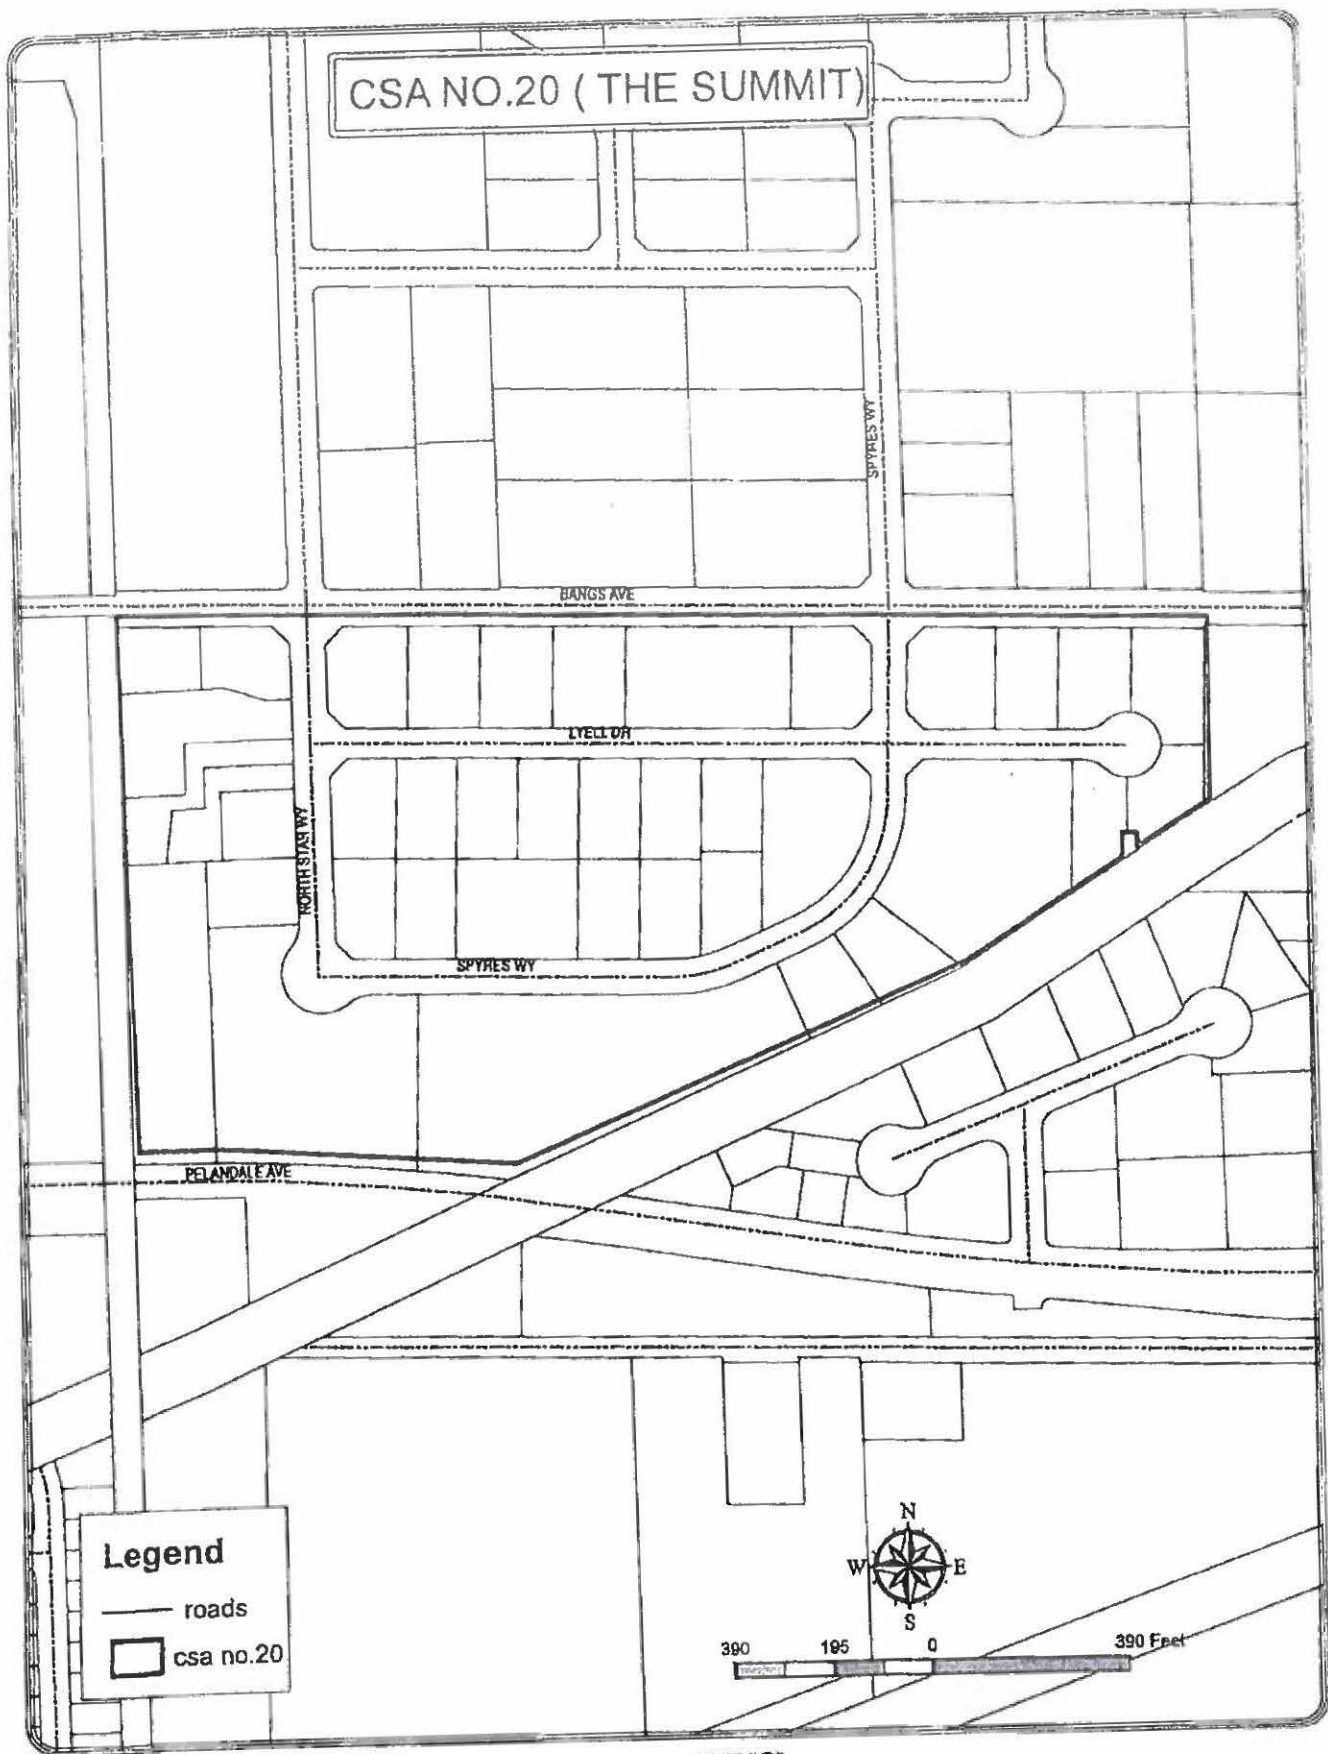 CSA NO.20 ( THE SUMMIT)
SPYRES WY
BANGS AVE
LYELL DR
NORTH STAR WY
SPYRES WY
PELANDALE AVE
Legend
roads
csa no.20
N
W E
S
390 195 0 390 Feet